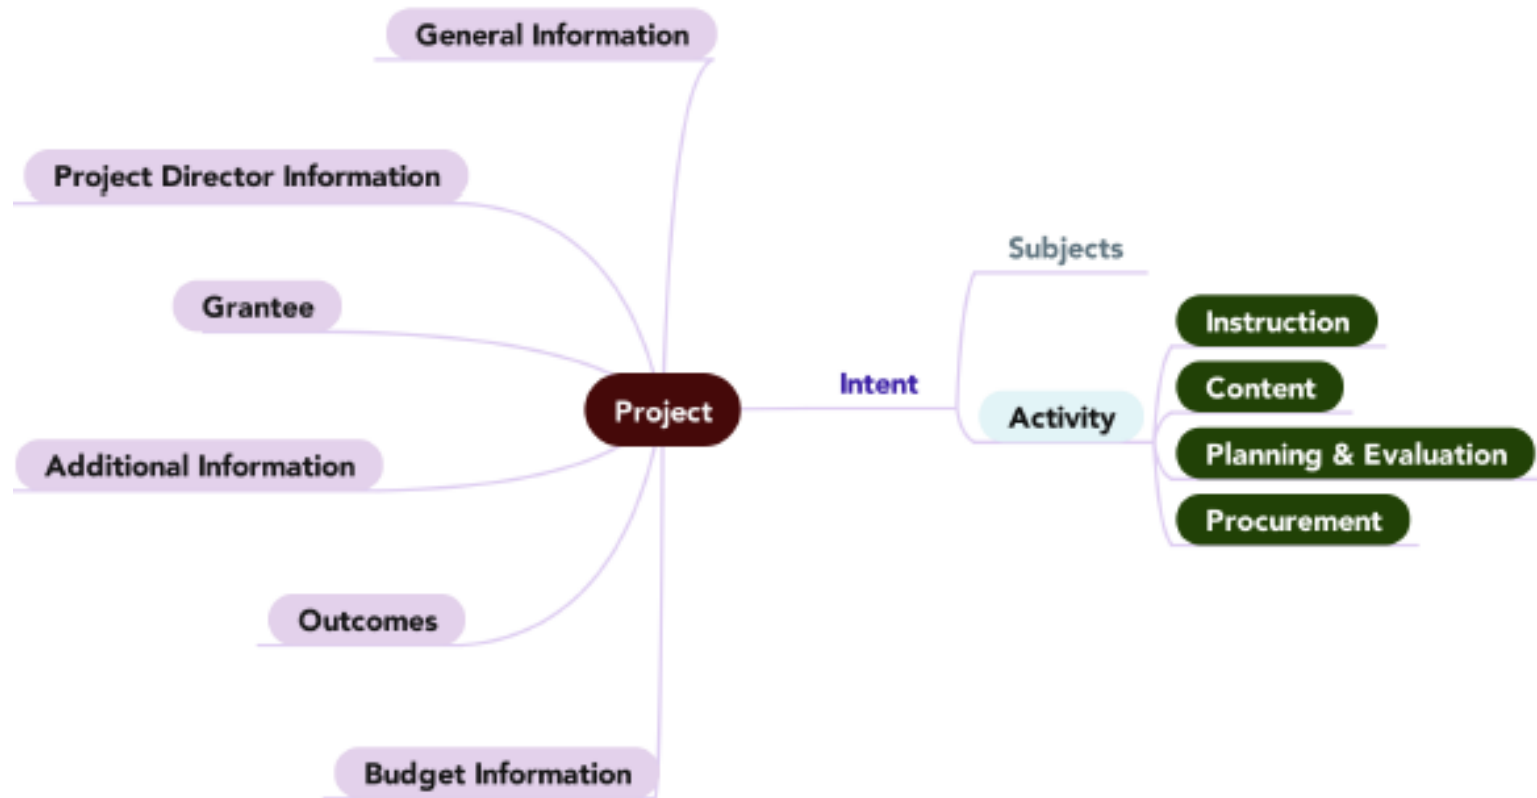 General Information
Project Director Information
Grantee
Additional Information
Outcomes
Budget Information
Project
Intent
Subjects
Activity
Instruction
Content
Planning & Evaluation
Procurement